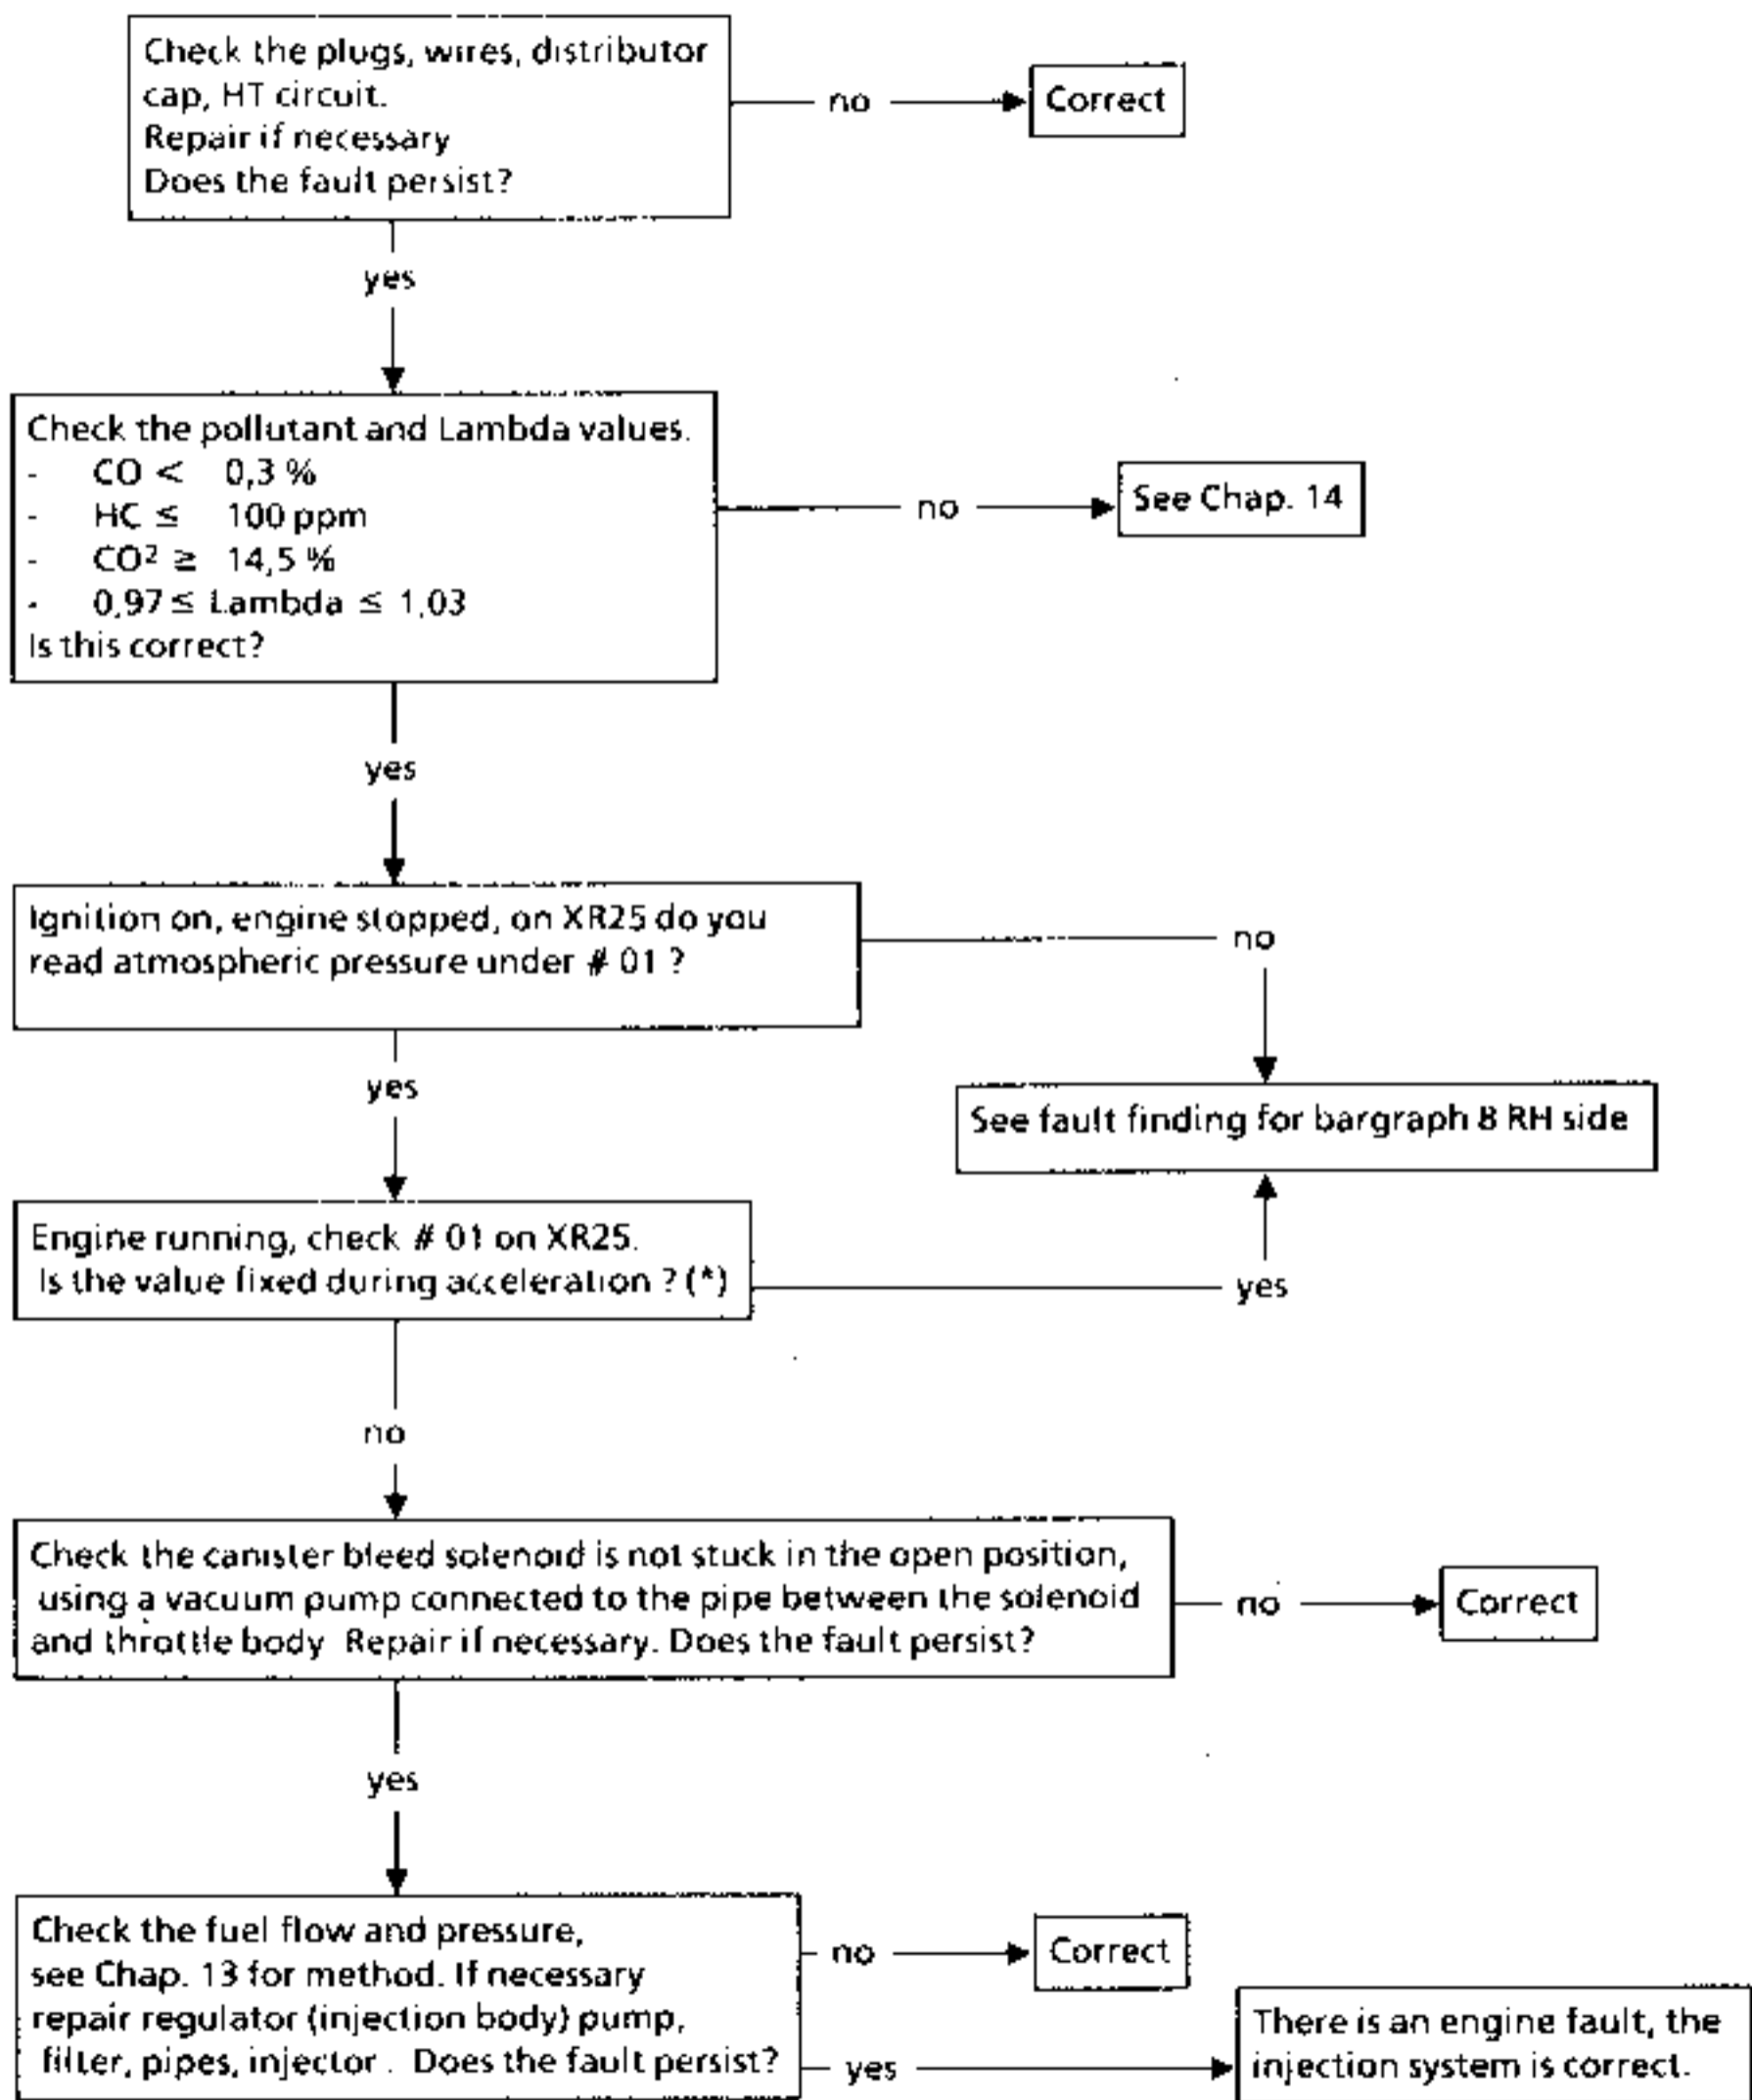 Check the plugs, wires, distributor
cap, HT circuit.
Repair if necessary
Does the fault persist?
no
Correct
yes
Check the pollutant and Lambda values.
- CO < 0,3 %
- HC ≤ 100 ppm
- CO² ≥ 14,5 %
- 0,97 ≤ Lambda ≤ 1,03
Is this correct?
no
See Chap. 14
yes
Ignition on, engine stopped, on XR25 do you
read atmospheric pressure under # 01 ?
no
yes
See fault finding for bargraph 8 RH side
Engine running, check # 01 on XR25.
Is the value fixed during acceleration ? (*)
yes
no
Check the canister bleed solenoid is not stuck in the open position,
using a vacuum pump connected to the pipe between the solenoid
and throttle body Repair if necessary. Does the fault persist?
no
Correct
yes
Check the fuel flow and pressure,
see Chap. 13 for method. If necessary
repair regulator (injection body) pump,
filter, pipes, injector . Does the fault persist?
no
Correct
yes
There is an engine fault, the
injection system is correct.